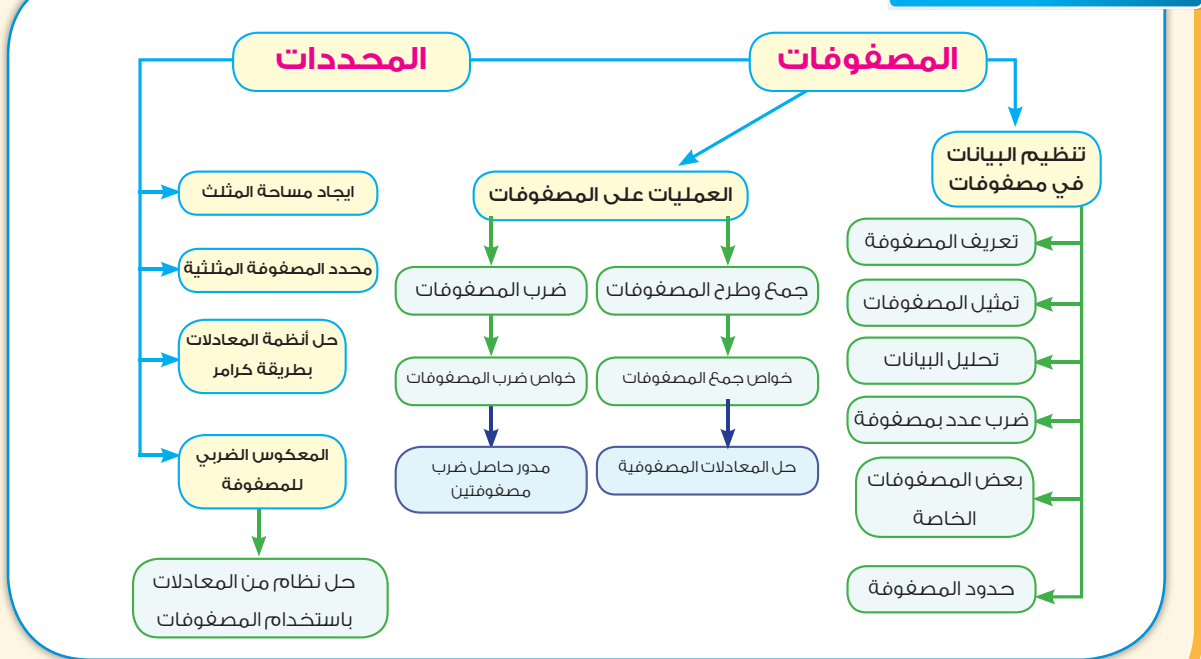 المصفوفات
المحددات
تنظيم البيانات
في مصفوفات
تعريف المصفوفة
تمثيل المصفوفات
تحليل البيانات
ضرب عدد بمصفوفة
بعض المصفوفات
الخاصة
حدود المصفوفة
العمليات على المصفوفات
جمع وطرح المصفوفات
خواص جمع المصفوفات
حل المعادلات المصفوفية
ضرب المصفوفات
خواص ضرب المصفوفات
مدور حاصل ضرب
مصفوفتين
ايجاد مساحة المثلث
محدد المصفوفة المثلثية
حل أنظمة المعادلات
بطريقة كرامر
المعكوس الضربي
للمصفوفة
حل نظام من المعادلات
باستخدام المصفوفات